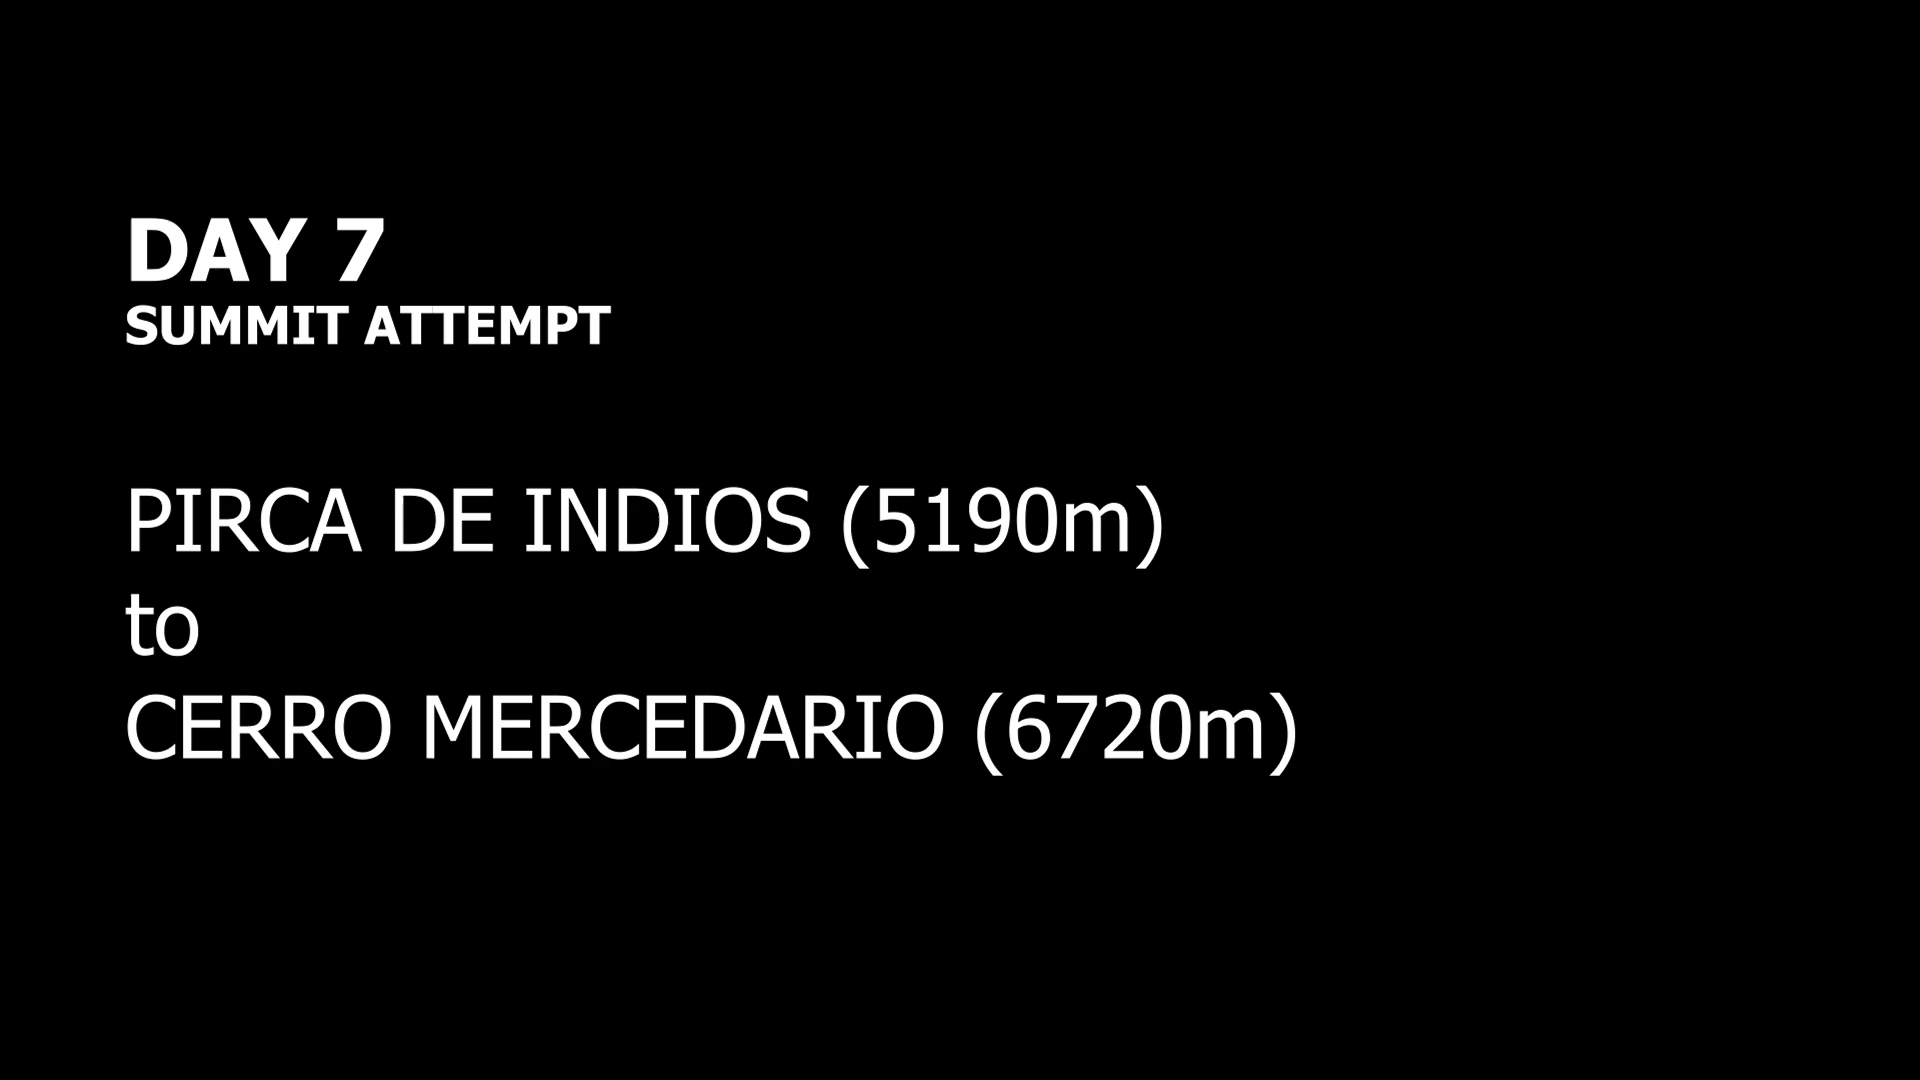 DAY 7
SUMMIT ATTEMPT
PIRCA DE INDIOS (5190m)
to
CERRO MERCEDARIO (6720m)